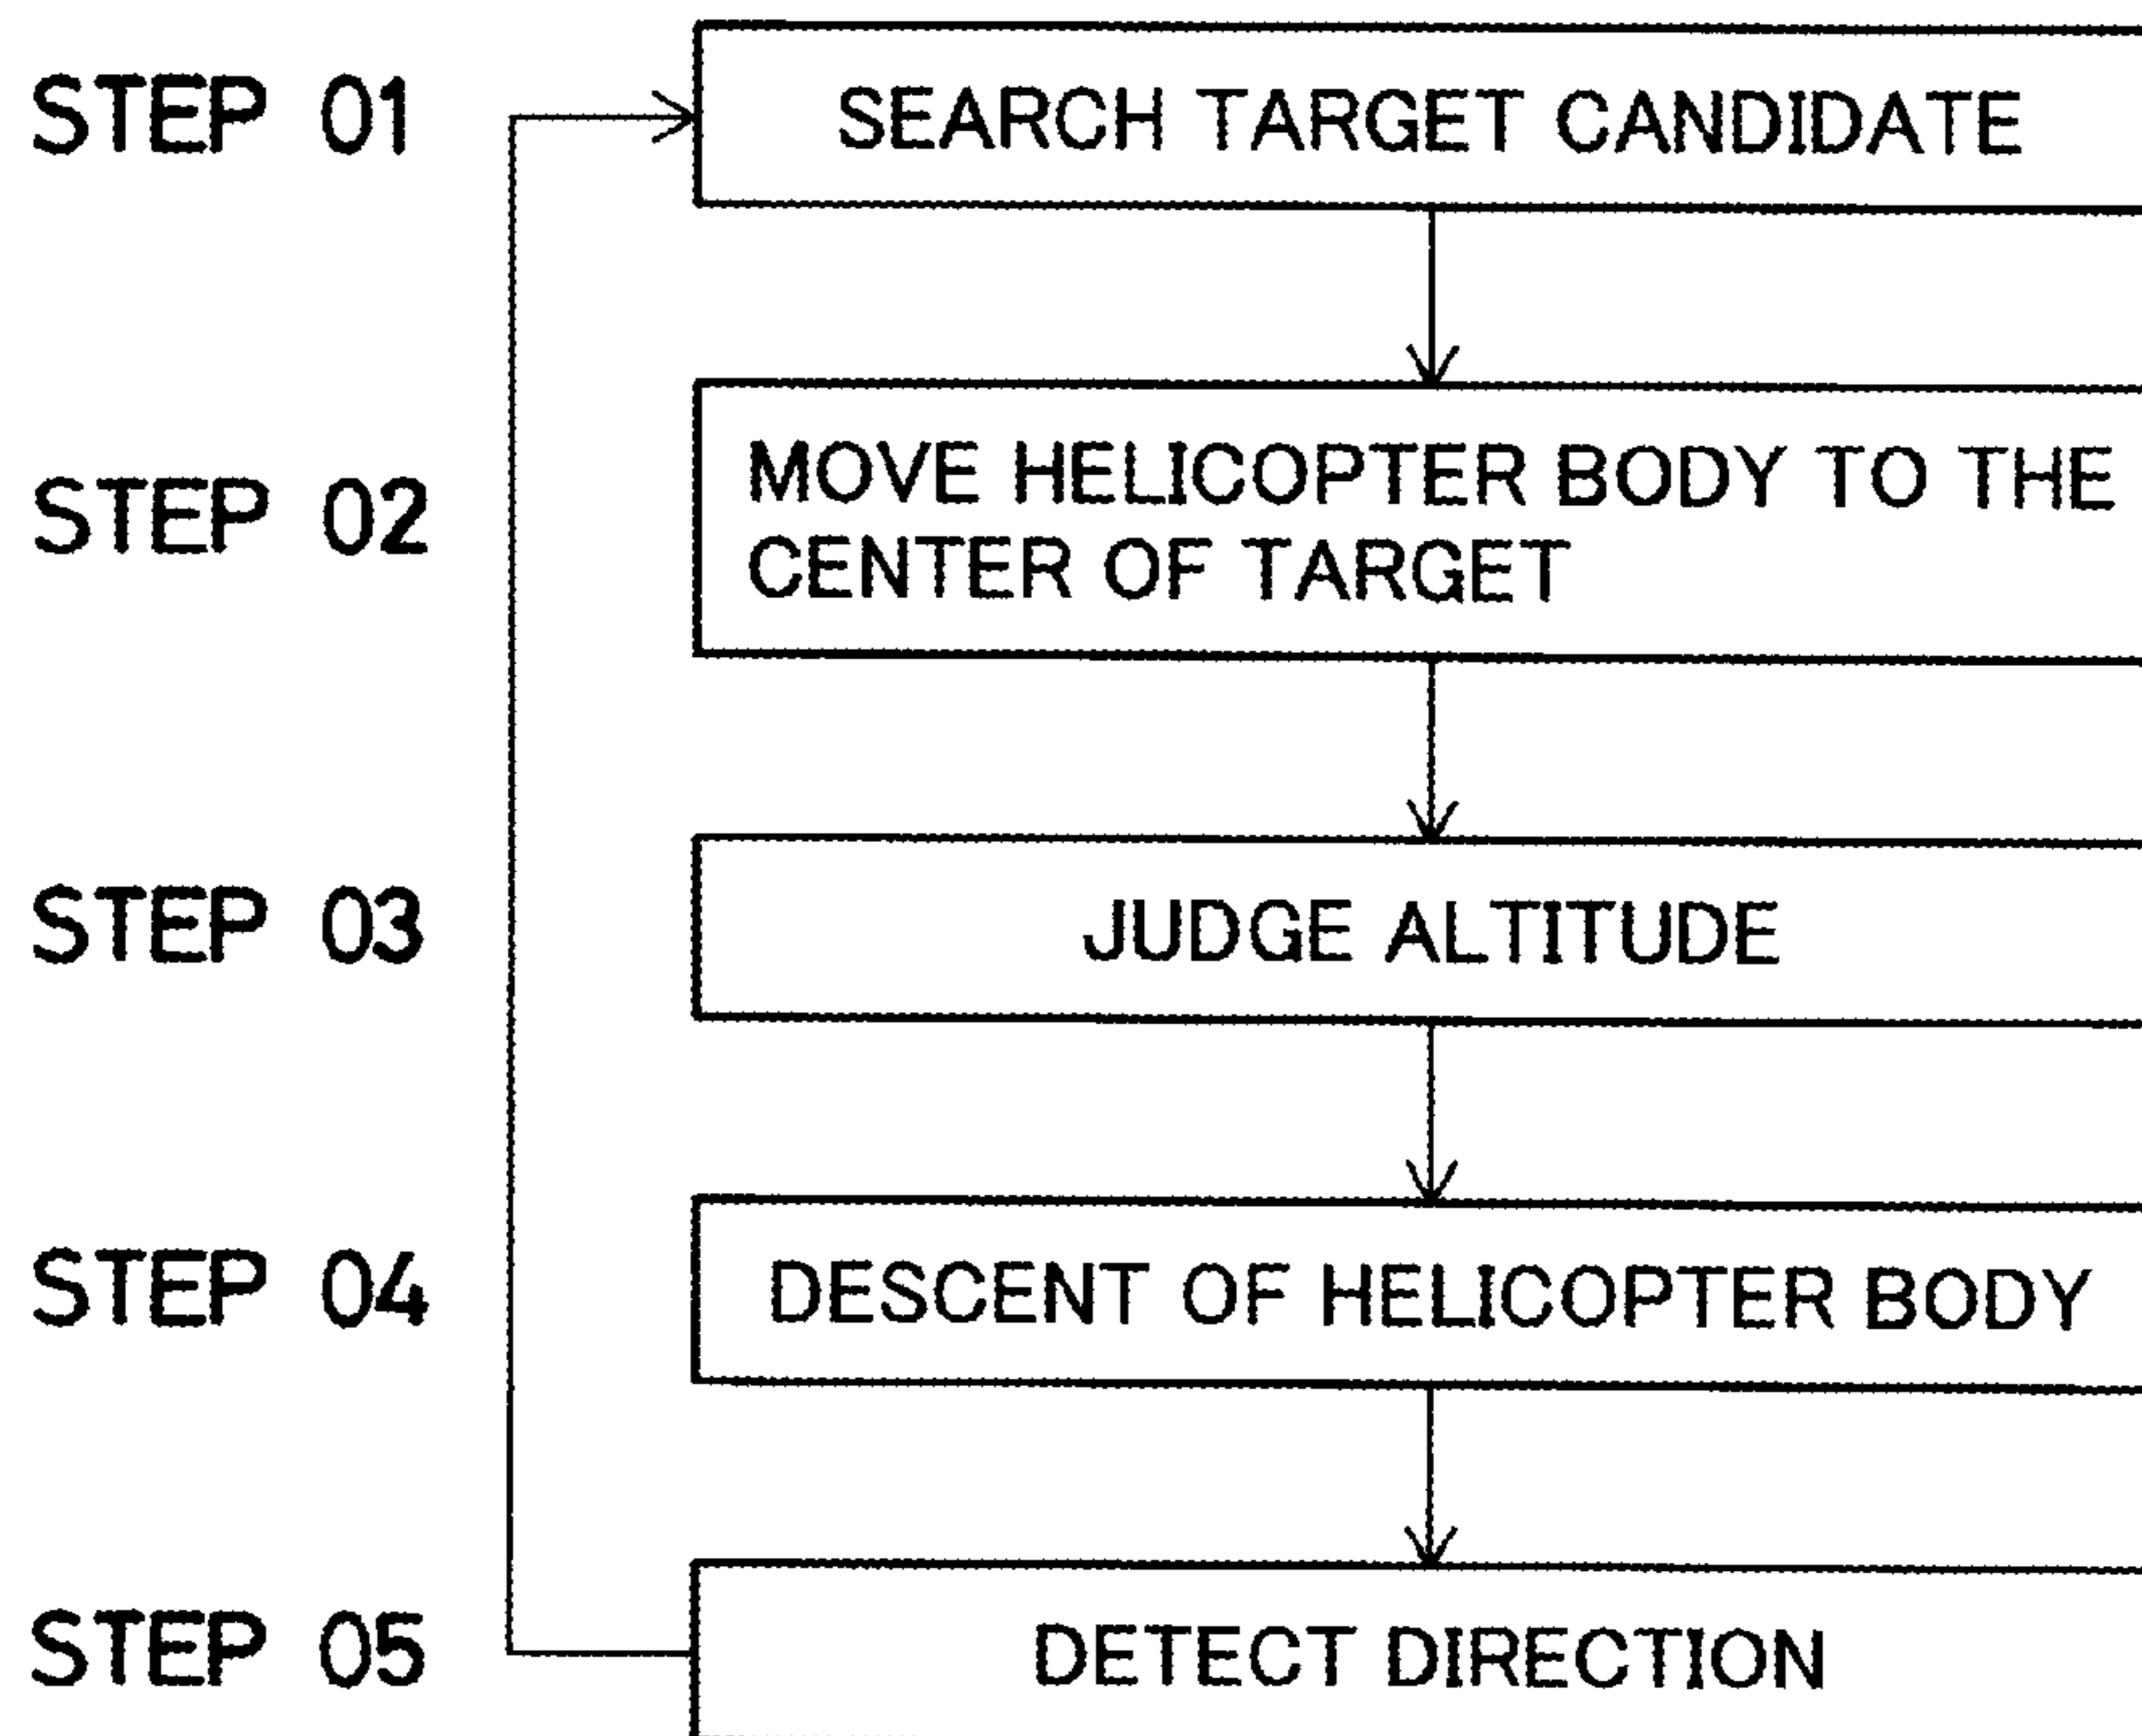 STEP 01
SEARCH TARGET CANDIDATE
STEP 02
MOVE HELICOPTER BODY TO THE
CENTER OF TARGET
STEP 03
JUDGE ALTITUDE
STEP 04
DESCENT OF HELICOPTER BODY
STEP 05
DETECT DIRECTION